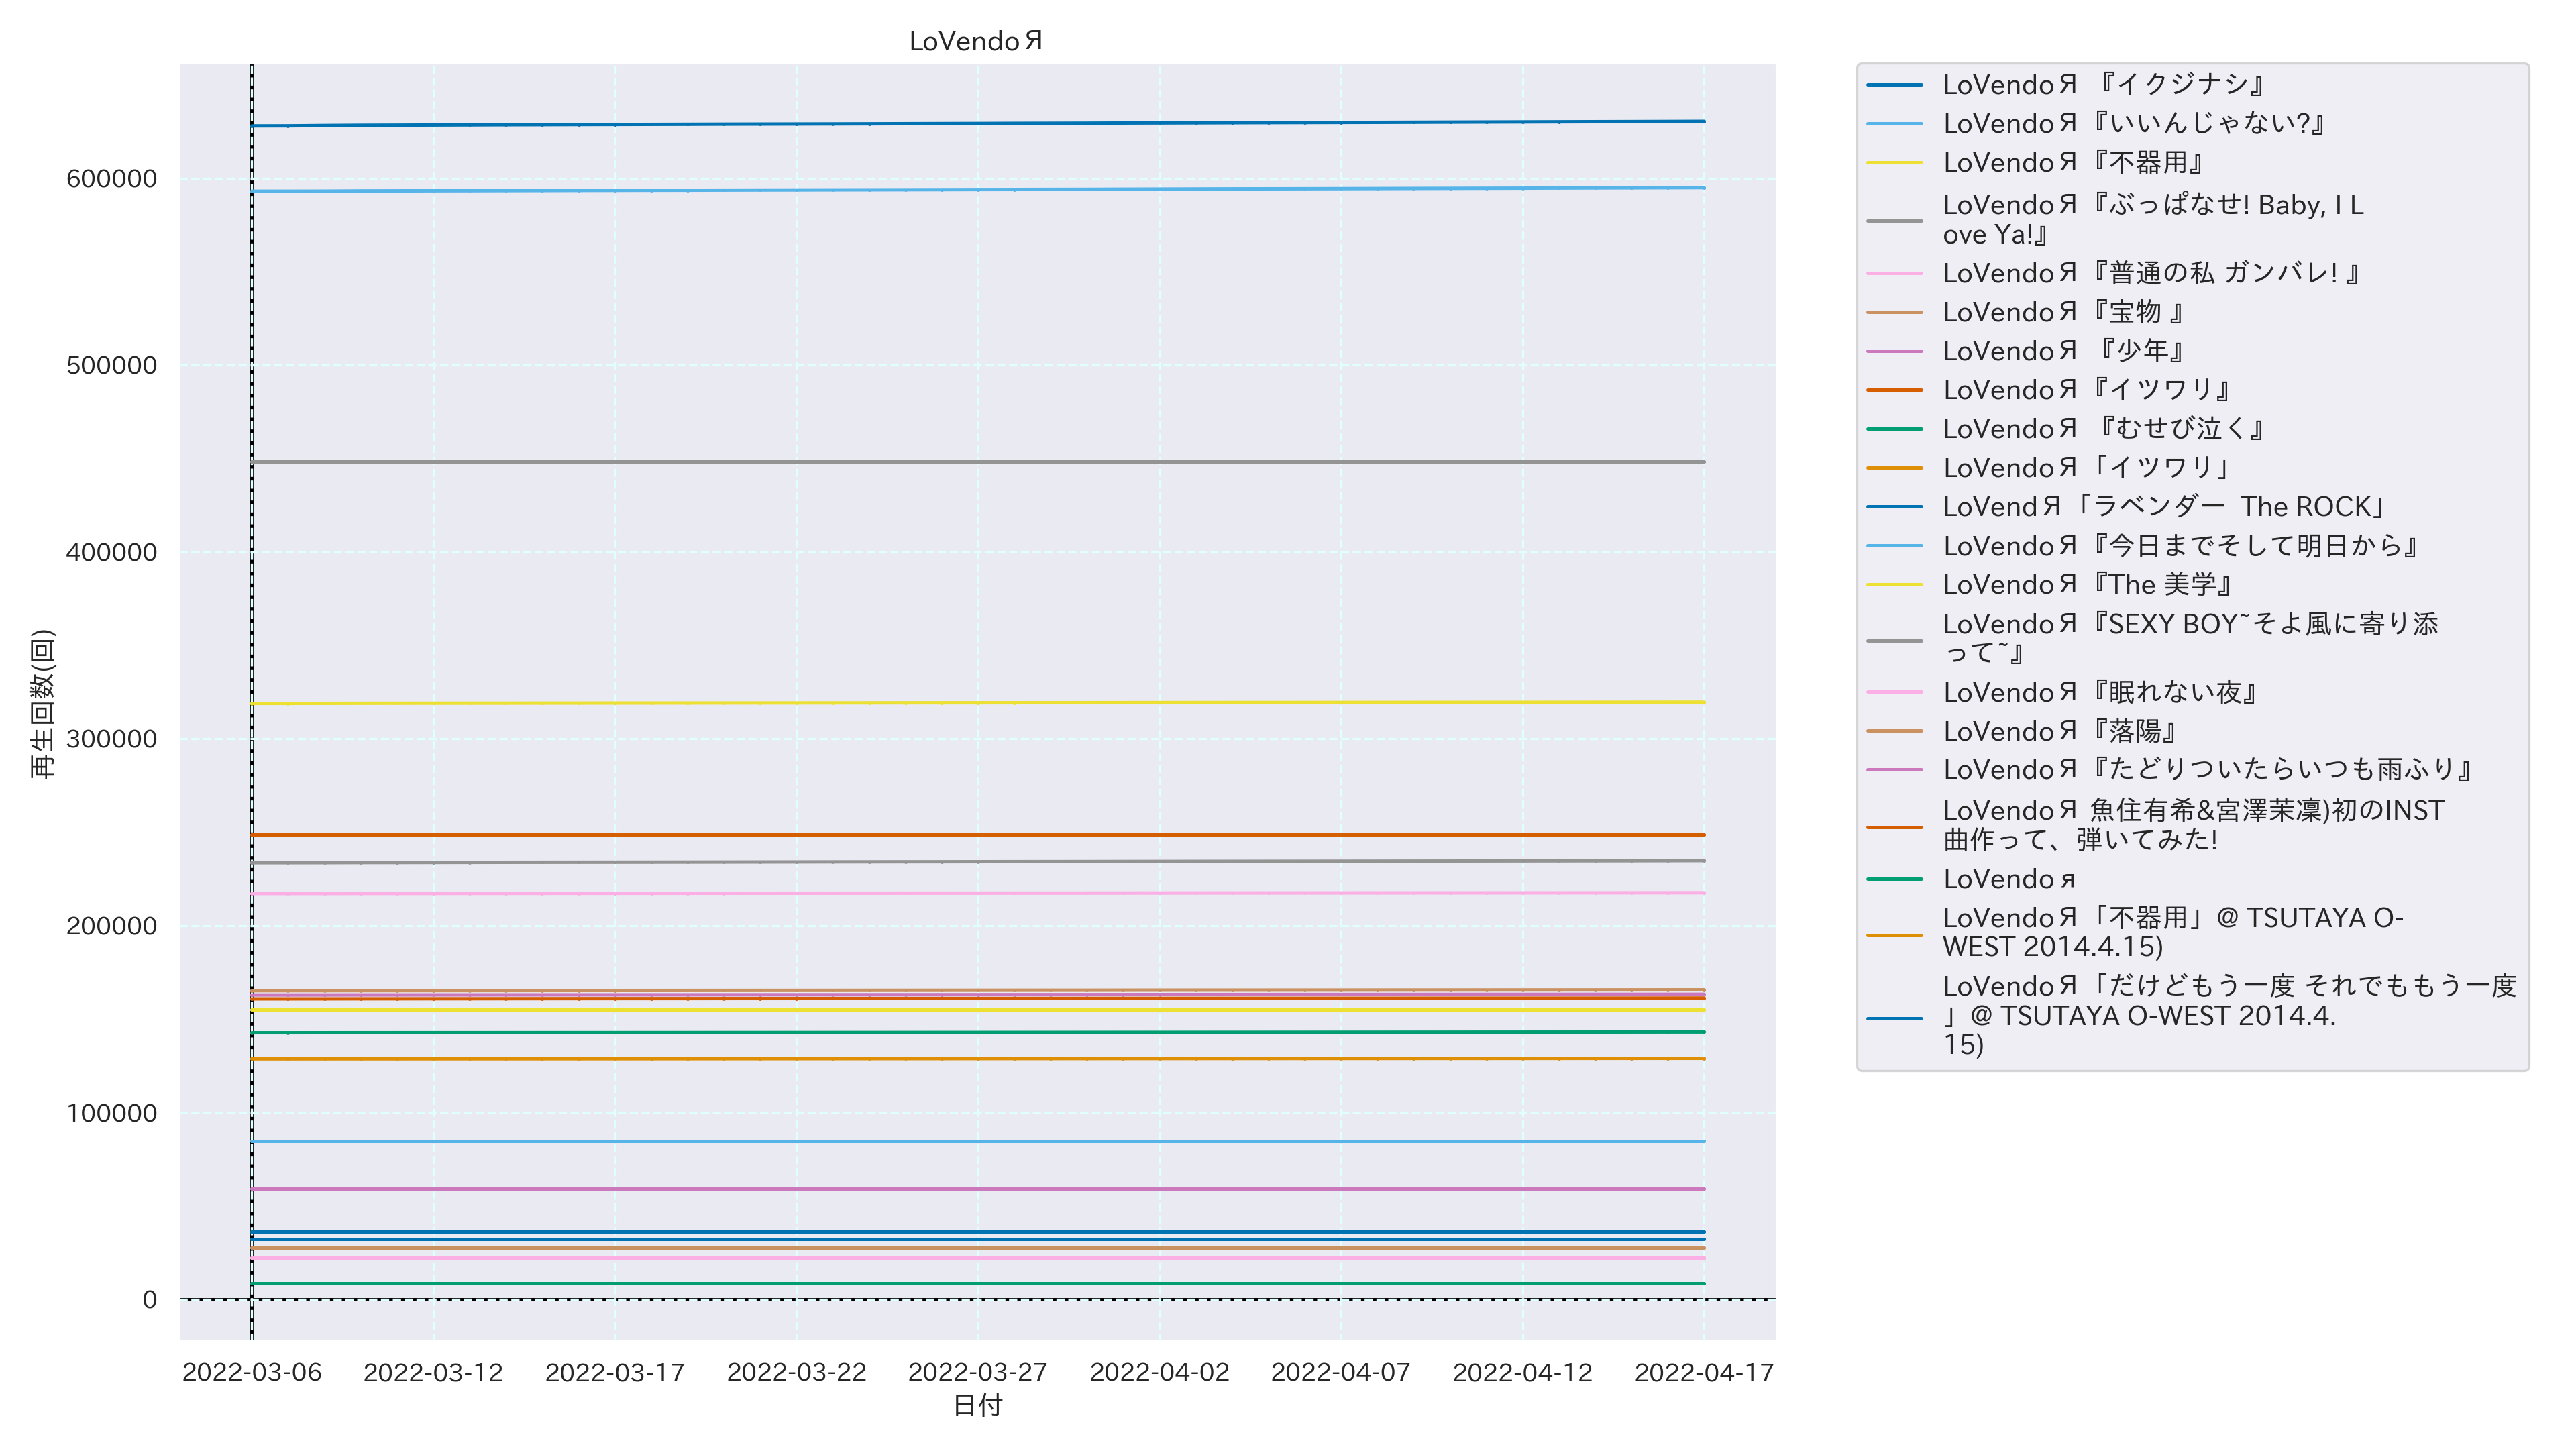 LoVendoЯ
再生回数(回)
600000
500000
400000
300000
200000
100000
0
2022-03-06
2022-03-12
2022-03-17
2022-03-22
2022-03-27
2022-04-02
2022-04-07
2022-04-12
2022-04-17
日付
LoVendoЯ 『イクジナシ』
LoVendoЯ『いいんじゃない?』
LoVendoЯ『不器用』
LoVendoЯ『ぶっぱなせ! Baby, I L
ove Ya!』
LoVendoЯ『普通の私 ガンバレ! 』
LoVendoЯ『宝物 』
LoVendoЯ 『少年』
LoVendoЯ『イツワリ』
LoVendoЯ 『むせび泣く』
LoVendoЯ「イツワリ」
LoVendЯ「ラベンダー The ROCK」
LoVendoЯ『今日までそして明日から』
LoVendoЯ『The 美学』
LoVendoЯ『SEXY BOY~そよ風に寄り添
って~』
LoVendoЯ『眠れない夜』
LoVendoЯ『落陽』
LoVendoЯ『たどりついたらいつも雨ふり』
LoVendoЯ 魚住有希&宮澤茉凜)初のINST
曲作って、弾いてみた!
LoVendoя
LoVendoЯ「不器用」@ TSUTAYA O-
WEST 2014.4.15)
LoVendoЯ「だけどもう一度 それでももう一度
」@ TSUTAYA O-WEST 2014.4.
15)